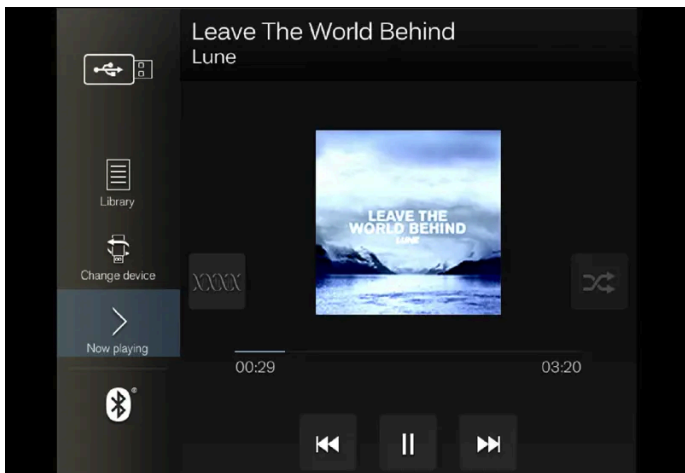 Leave The World Behind
Lune
Library
Change device
Now playing
LEAVE THE
WORLD BEHIND
LUNE
XXXX
00:29
03:20